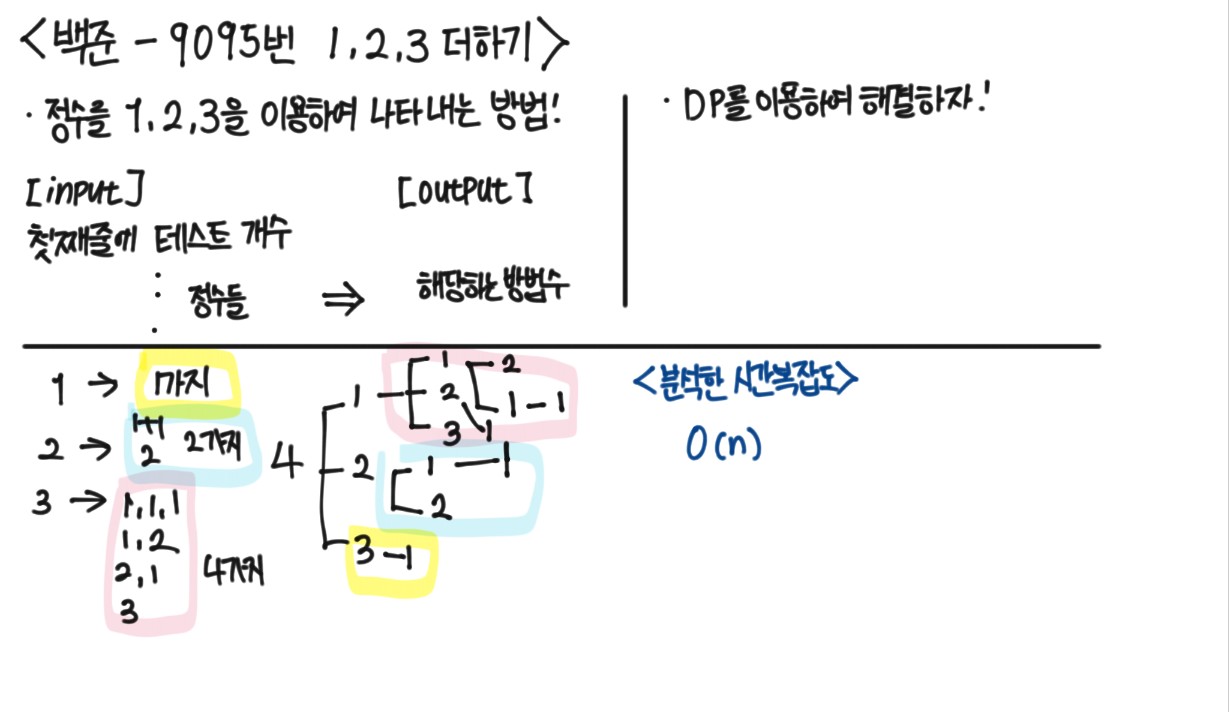 <백준 - 9095번 1,2,3 더하기>
· 정수를 1,2,3을 이용하여 나타내는 방법!
[input] [output]
첫째줄에 테스트 개수
정수들 ⇒ 해당하는 방법수
· DP를 이용하여 해결하자!
1 → 1가지
2 → 1+1
2 2가지
3 → 1,1,1
1,2
2,1 4가지
3
4
1 1 2
2 1-1
3 1
2 1 — 1
2
3-1
<분석한 시간복잡도>
O(n)